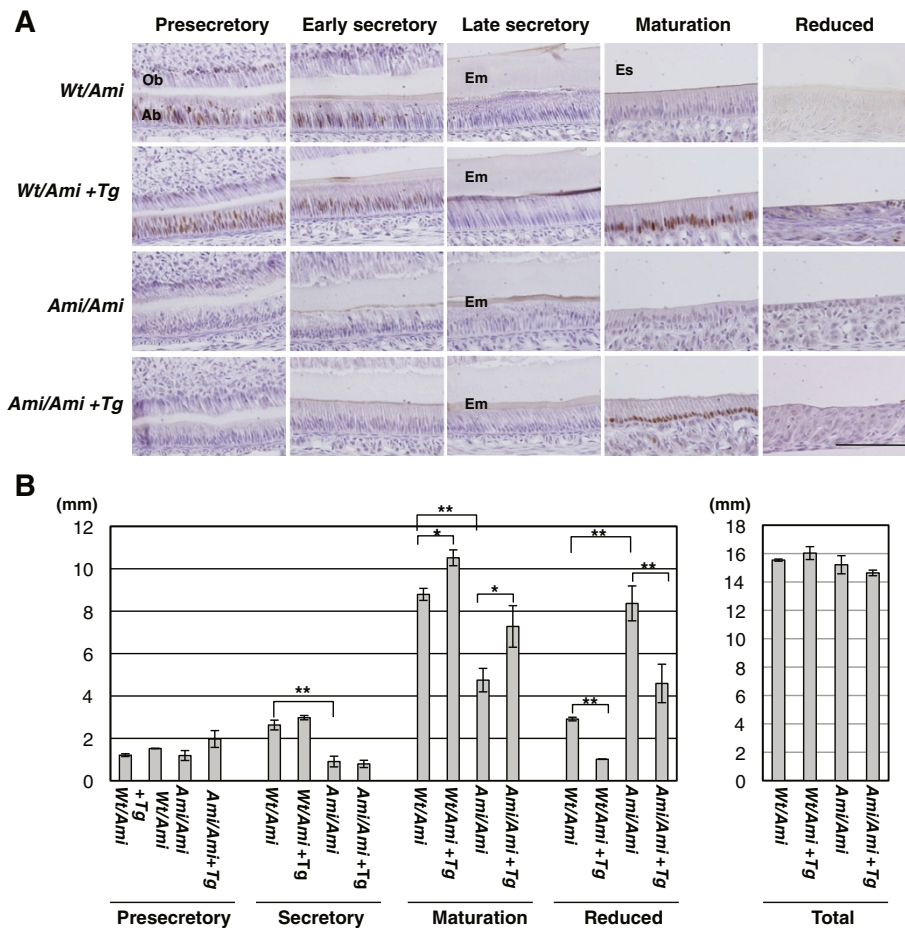 A
Presecretory Early secretory Late secretory Maturation Reduced
Wt/Ami
Ob
Ab
Em
Es
Wt/Ami +Tg
Em
Ami/Ami
Em
Ami/Ami +Tg
Em
B
(mm)
12
10
8
6
4
2
0
**
**
*
*
**
**
**
Wt/Ami
+Tg
Wt/Ami
Ami/Ami
Ami/Ami+Tg
Presecretory
Wt/Ami
Wt/Ami +Tg
Ami/Ami
Ami/Ami +Tg
Secretory
Wt/Ami
Wt/Ami +Tg
Ami/Ami
Ami/Ami +Tg
Maturation
Wt/Ami
Wt/Ami +Tg
Ami/Ami
Ami/Ami +Tg
Reduced
(mm)
18
16
14
12
10
8
6
4
2
0
Wt/Ami
Wt/Ami +Tg
Ami/Ami
Ami/Ami +Tg
Total